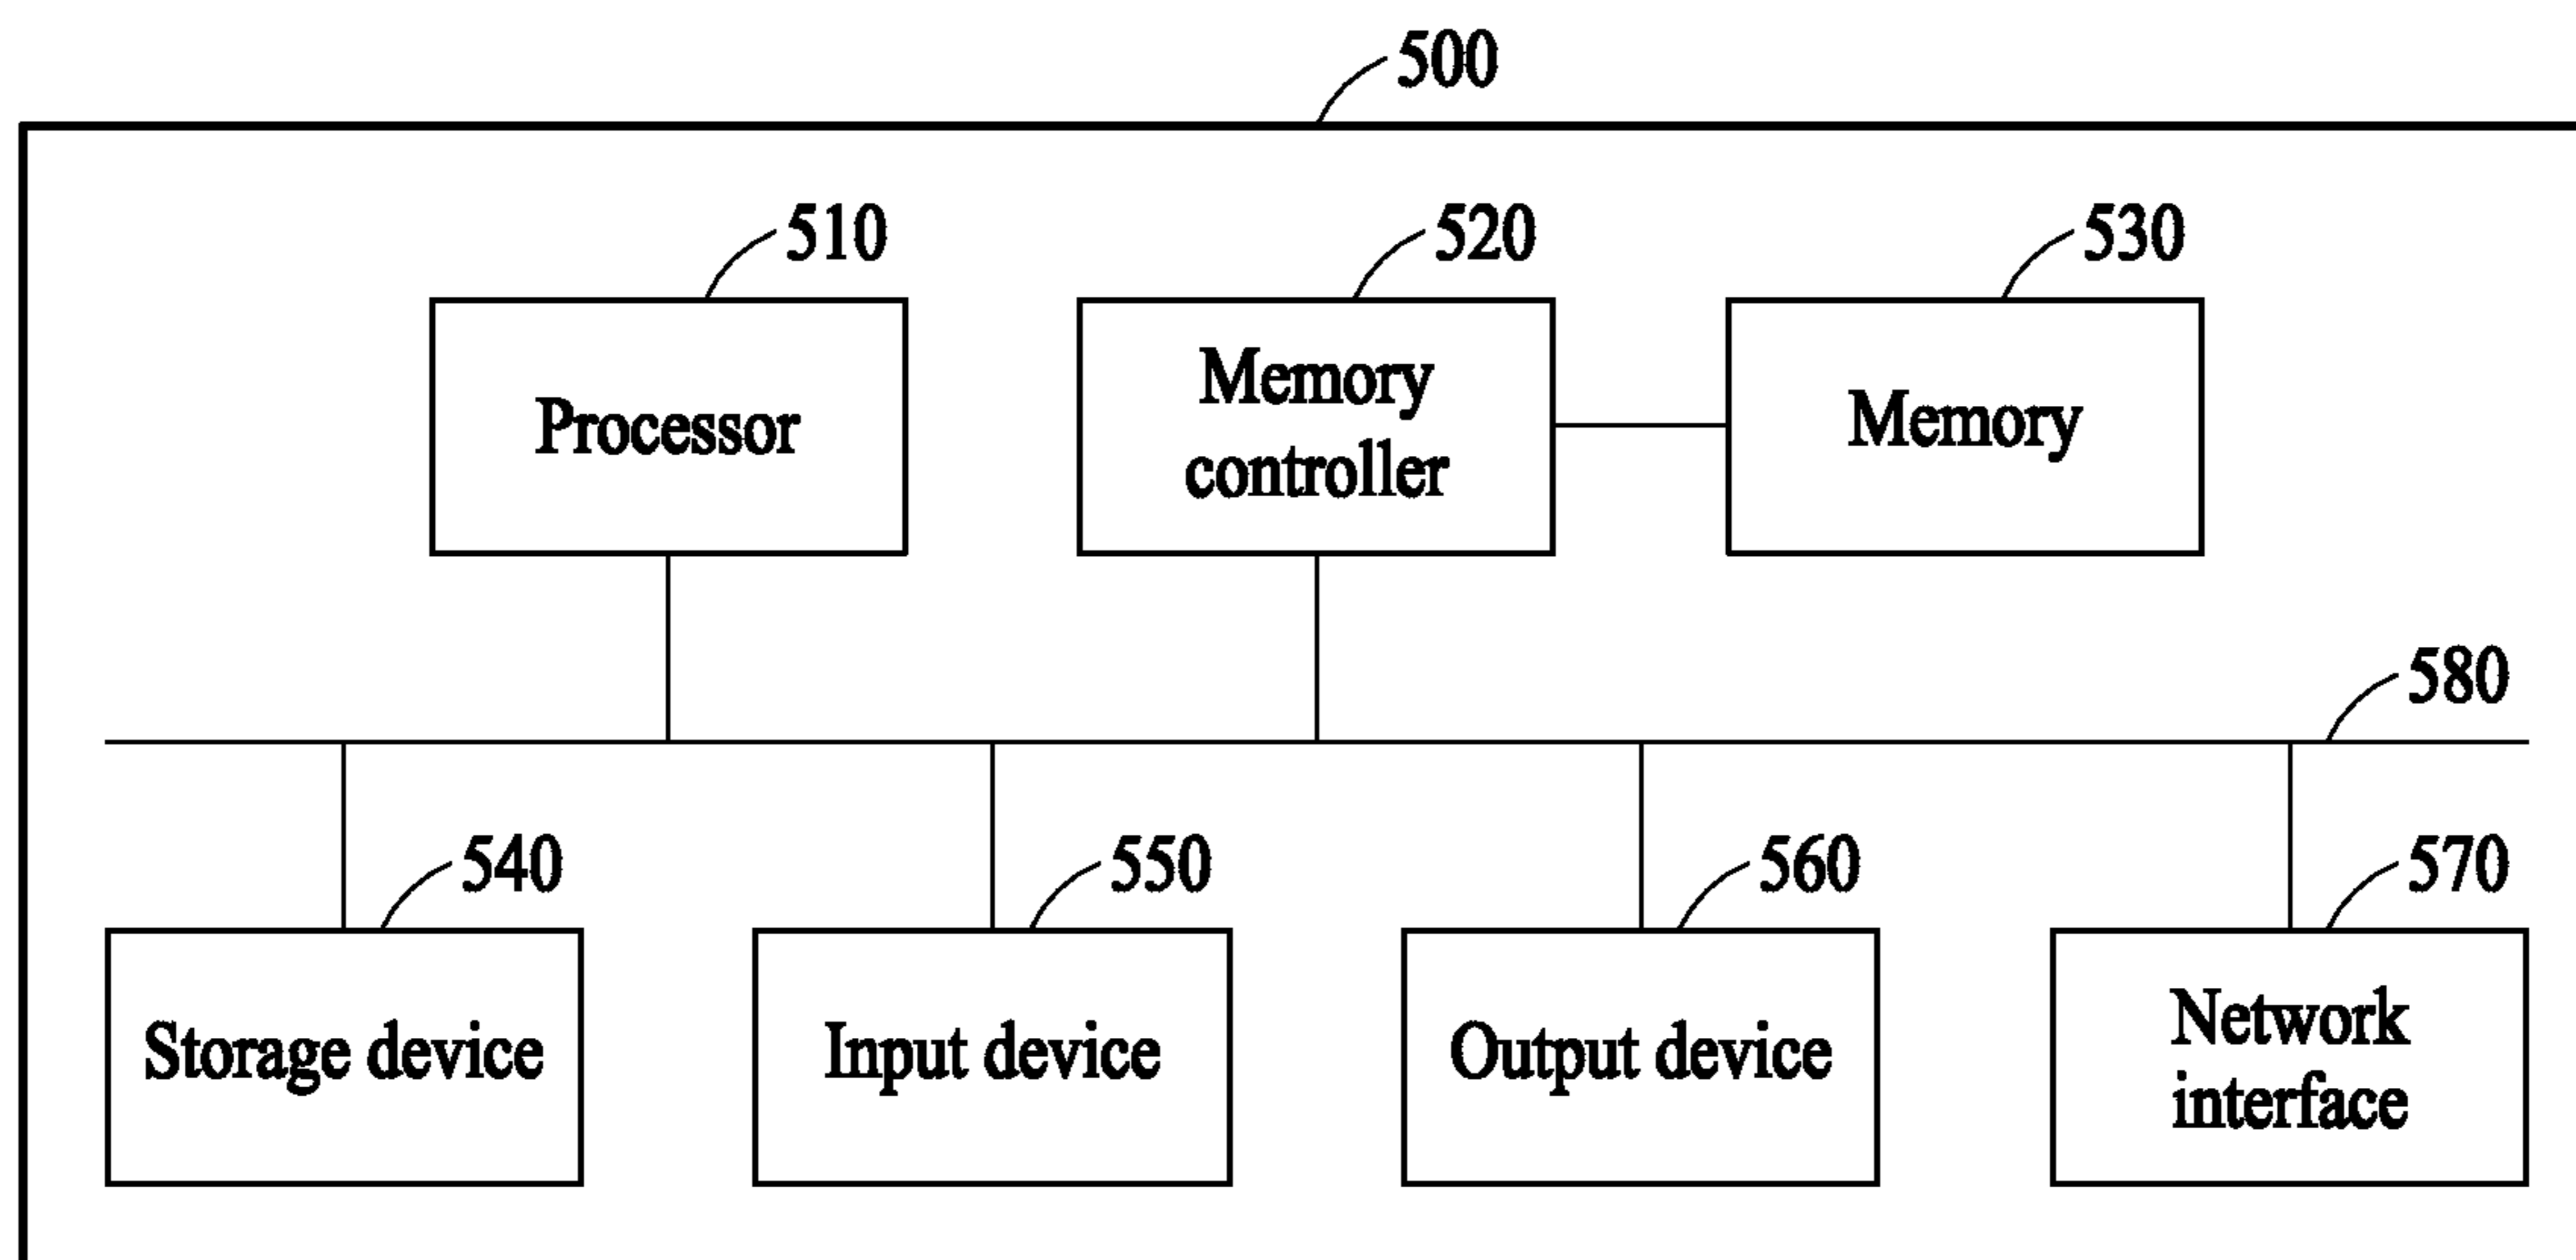 500
510
520
530
Processor
Memory
controller
Memory
580
540
550
560
570
Storage device
Input device
Output device
Network
interface